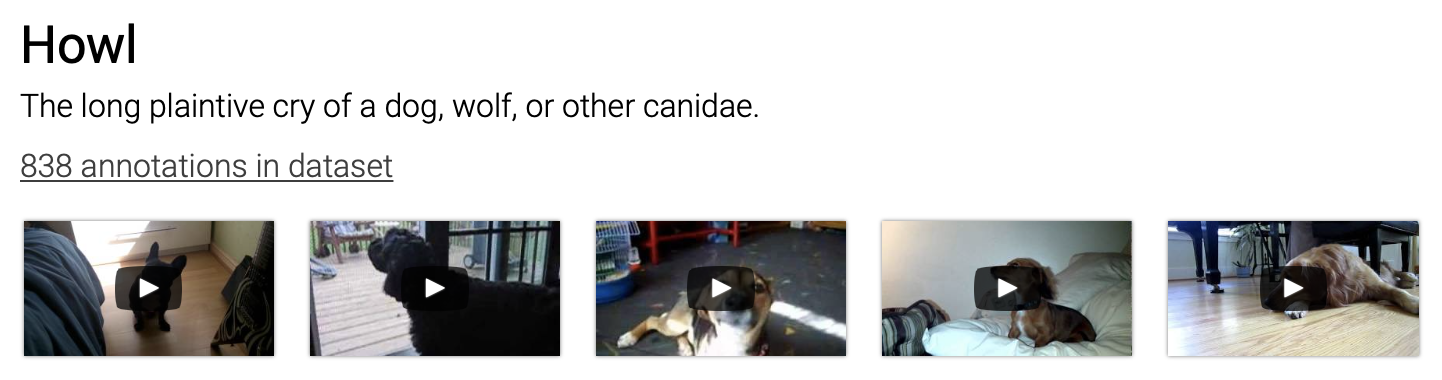 Howl
The long plaintive cry of a dog, wolf, or other canidae.
838 annotations in dataset